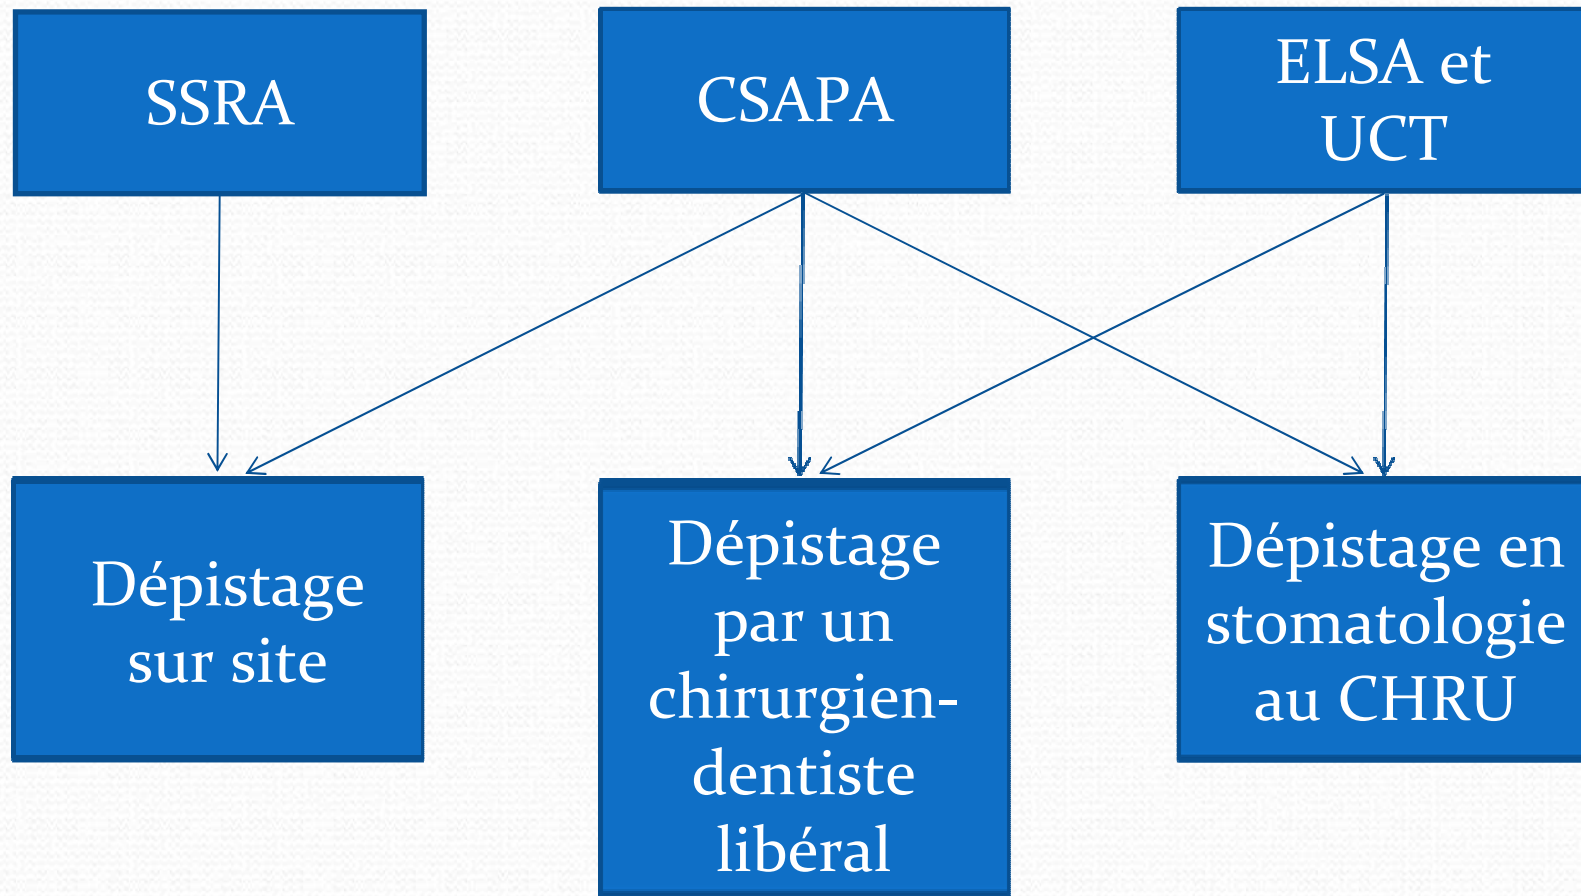 SSRA
CSAPA
ELSA et
UCT
Dépistage
sur site
Dépistage
par un
chirurgien-
dentiste
libéral
Dépistage en
stomatologie
au CHRU